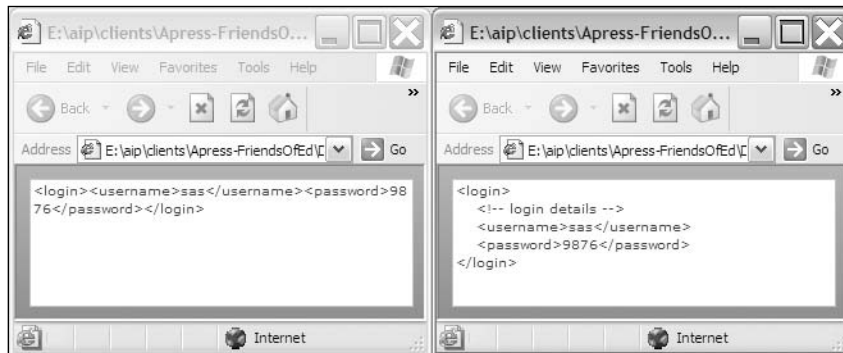 E:\aip\clients\Apress-FriendsO...
File Edit View Favorites Tools Help
Back
»
Address E:\aip\clients\Apress-FriendsOfEd\ Go
<login><username>sas</username><password>98
76</password></login>
Internet
E:\aip\clients\Apress-FriendsO...
File Edit View Favorites Tools Help
Back
»
Address E:\aip\clients\Apress-FriendsOfEd\ Go
<login>
<!-- login details -->
<username>sas</username>
<password>9876</password>
</login>
Internet